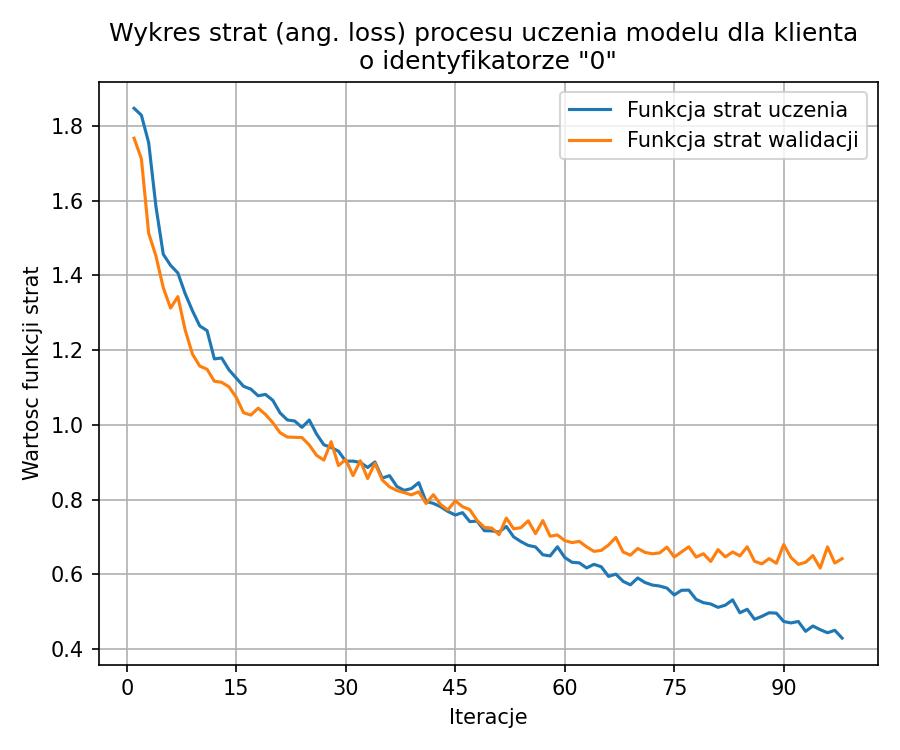 Wykres strat (ang. loss) procesu uczenia modelu dla klienta
o identyfikatorze "0"
Funkcja strat uczenia
Funkcja strat walidacji
Wartosc funkcji strat
1.8
1.6
1.4
1.2
1.0
0.8
0.6
0.4
0 15 30 45 60 75 90
Iteracje